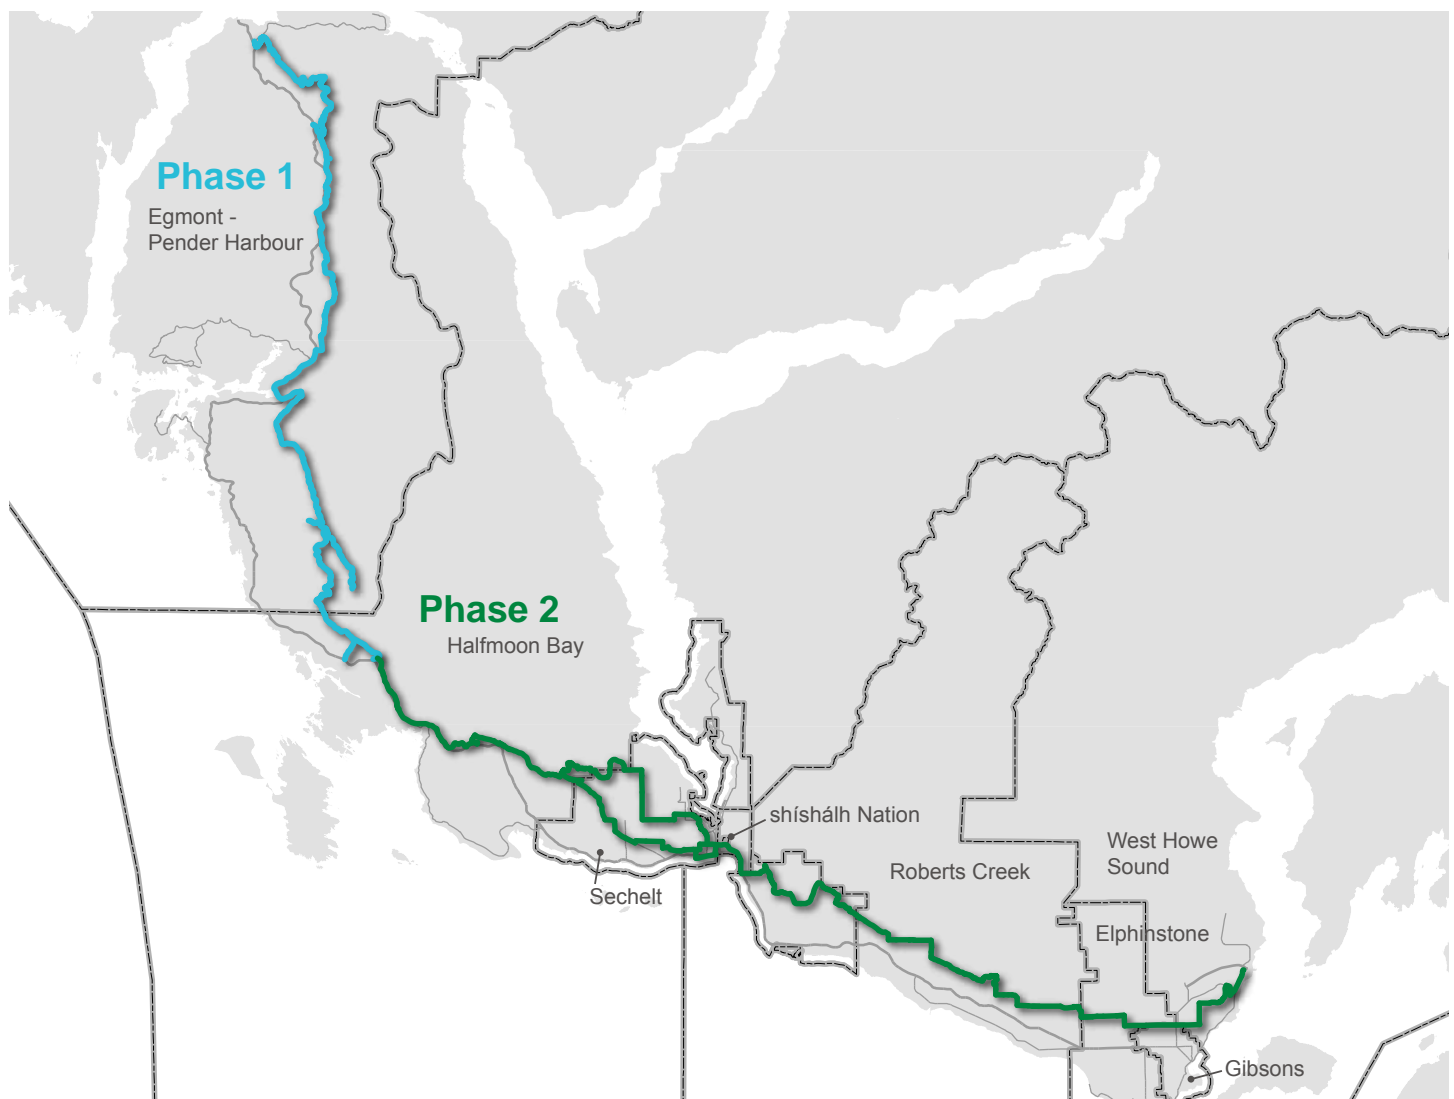 Phase 1
Egmont -
Pender Harbour
Phase 2
Halfmoon Bay
shíshálh Nation
Sechelt
Roberts Creek
West Howe
Sound
Elphinstone
Gibsons